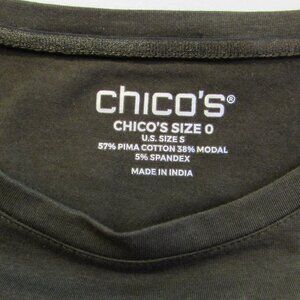 chico's®
CHICO'S SIZE 0
U.S. SIZE S
57% PIMA COTTON 38% MODAL
5% SPANDEX
MADE IN INDIA